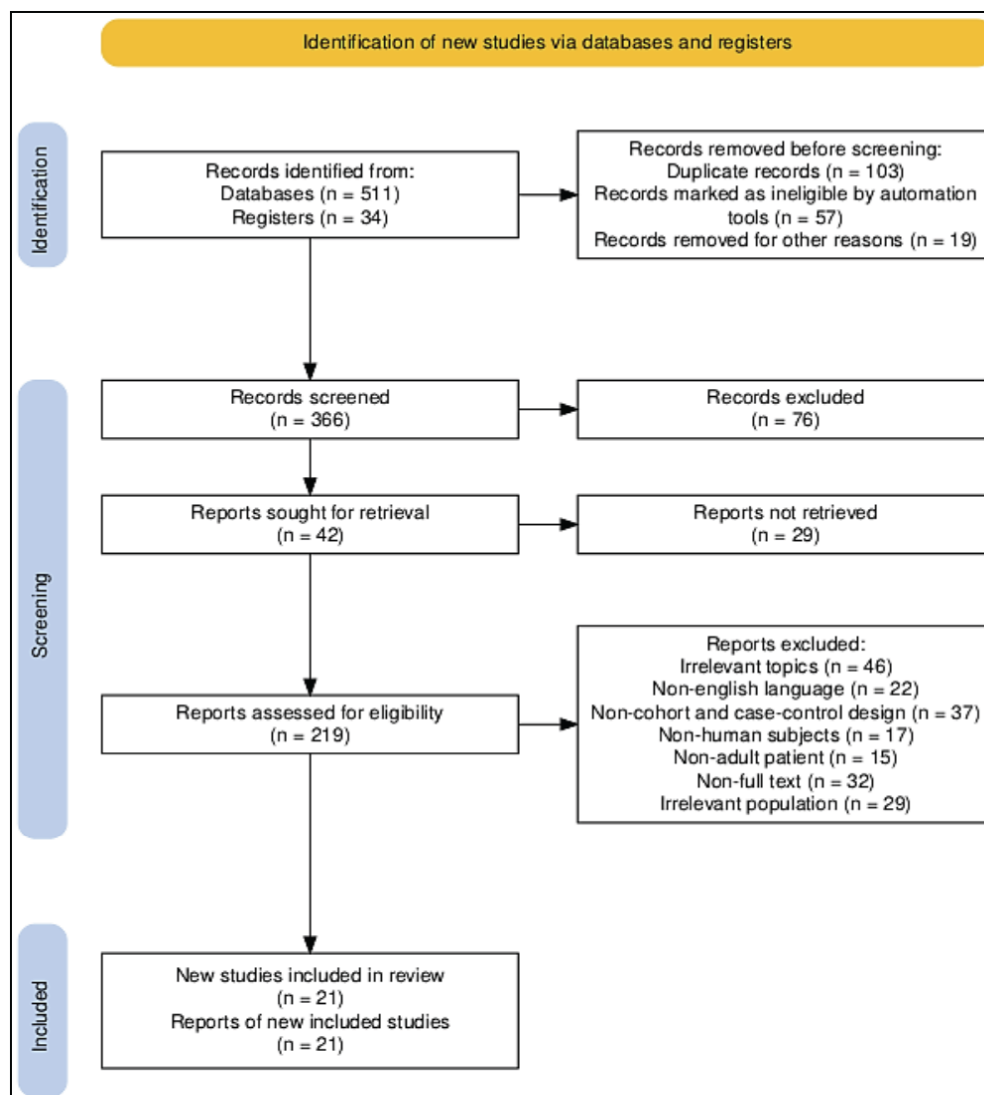 Identification of new studies via databases and registers
Identification
Records identified from:
Databases (n = 511)
Registers (n = 34)
Records removed before screening:
Duplicate records (n = 103)
Records marked as ineligible by automation
tools (n = 57)
Records removed for other reasons (n = 19)
Screening
Records screened
(n = 366)
Records excluded
(n = 76)
Reports sought for retrieval
(n = 42)
Reports not retrieved
(n = 29)
Reports assessed for eligibility
(n = 219)
Reports excluded:
Irrelevant topics (n = 46)
Non-english language (n = 22)
Non-cohort and case-control design (n = 37)
Non-human subjects (n = 17)
Non-adult patient (n = 15)
Non-full text (n = 32)
Irrelevant population (n = 29)
Included
New studies included in review
(n = 21)
Reports of new included studies
(n = 21)